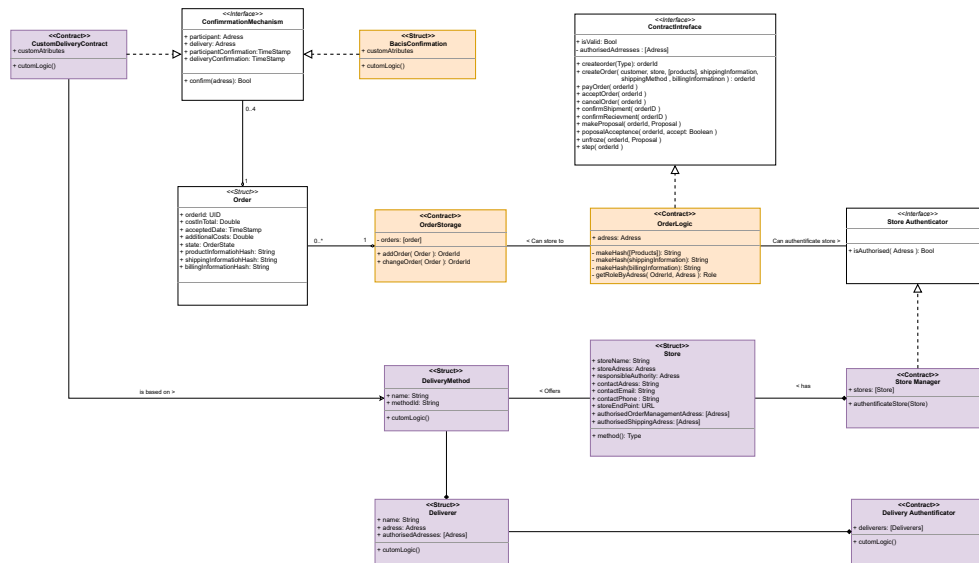 <<Contract>>
CustomDeliveryContract
+ customAtributes
+ cutomLogic()
<<Interface>>
ConfimrmationMechanism
+ participant: Adress
+ delivery: Adress
+ participantConfirmation:TimeStamp
+ deliveryConfirmation: TimeStamp
+ confirm(adress): Bool
<<Struct>>
BacisConfirmation
+ customAtributes
+ cutomLogic()
<<Interface>>
ContractIntreface
+ isValid: Bool
- authorisedAdresses : [Adress]
+ createorder(Type): orderId
+ createOrder( customer, store, [products], shippingInformation,
shippingMethod , billingInformationn ) : orderId
+ payOrder( orderId )
+ acceptOrder( orderId )
+ cancelOrder( orderId )
+ confirmShipment( orderID )
+ confirmRecievment( orderID )
+ makeProposal( orderId, Proposal )
+ poposalAcceptence( orderId, accept: Boolean )
+ unfroze( orderId, Proposal )
+ step( orderId )
0..4
1
<<Struct>>
Order
+ orderId: UID
+ costInTotal: Double
+ acceptedDate: TimeStamp
+ additionalCosts: Double
+ state: OrderState
+ productInformatiohHash: String
+ shippingInformatiohHash: String
+ billingInformationHash: String
0..*
1
<<Contract>>
OrderStorage
- orders: [order]
+ addOrder( Order ): OrderId
+ changeOrder( Order ): OrderId
< Can store to
<<Contract>>
OrderLogic
+ adress: Adress
- makeHash([Products]): String
- makeHash(shippingInformation): String
- makeHash(billingInformation): String
- getRoleByAdress( OdrerId, Adress ): Role
Can authenticate store >
<<Interface>>
Store Authenticator
+ isAuthorised( Adress ): Bool
is based on >
<<Struct>>
DeliveryMethod
+ name: String
+ methodId: String
+ cutomLogic()
< Offers
<<Struct>>
Store
+ storeName: String
+ storeAdress: Adress
+ responsibleAuthority: Adress
+ contactAdress: String
+ contactEmail: String
+ contactPhone : String
+ storeEndPoint: URL
+ authorisedOrderManagementAdress: [Adress]
+ authorisedShippingAdress: [Adress]
+ method(): Type
< has
<<Contract>>
Store Manager
+ stores: [Store]
+ authentificateStore(Store)
<<Struct>>
Deliverer
+ name: String
+ adress: Adress
+ authorisedAdresses: [Adress]
+ cutomLogic()
<<Contract>>
Delivery Authentificator
+ deliverers: [Deliverers]
+ cutomLogic()